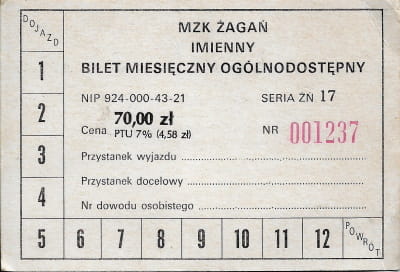 DOJAZD
MZK ŻAGAŃ
IMIENNY
BILET MIESIĘCZNY OGÓLNODOSTĘPNY
NIP 924-000-43-21 SERIA ŻŃ 17
70,00 zł
Cena PTU 7% (4,58 zł) NR 001237
Przystanek wyjazdu
Przystanek docelowy
Nr dowodu osobistego
1
2
3
4
5 6 7 8 9 10 11 12
POWRÓT